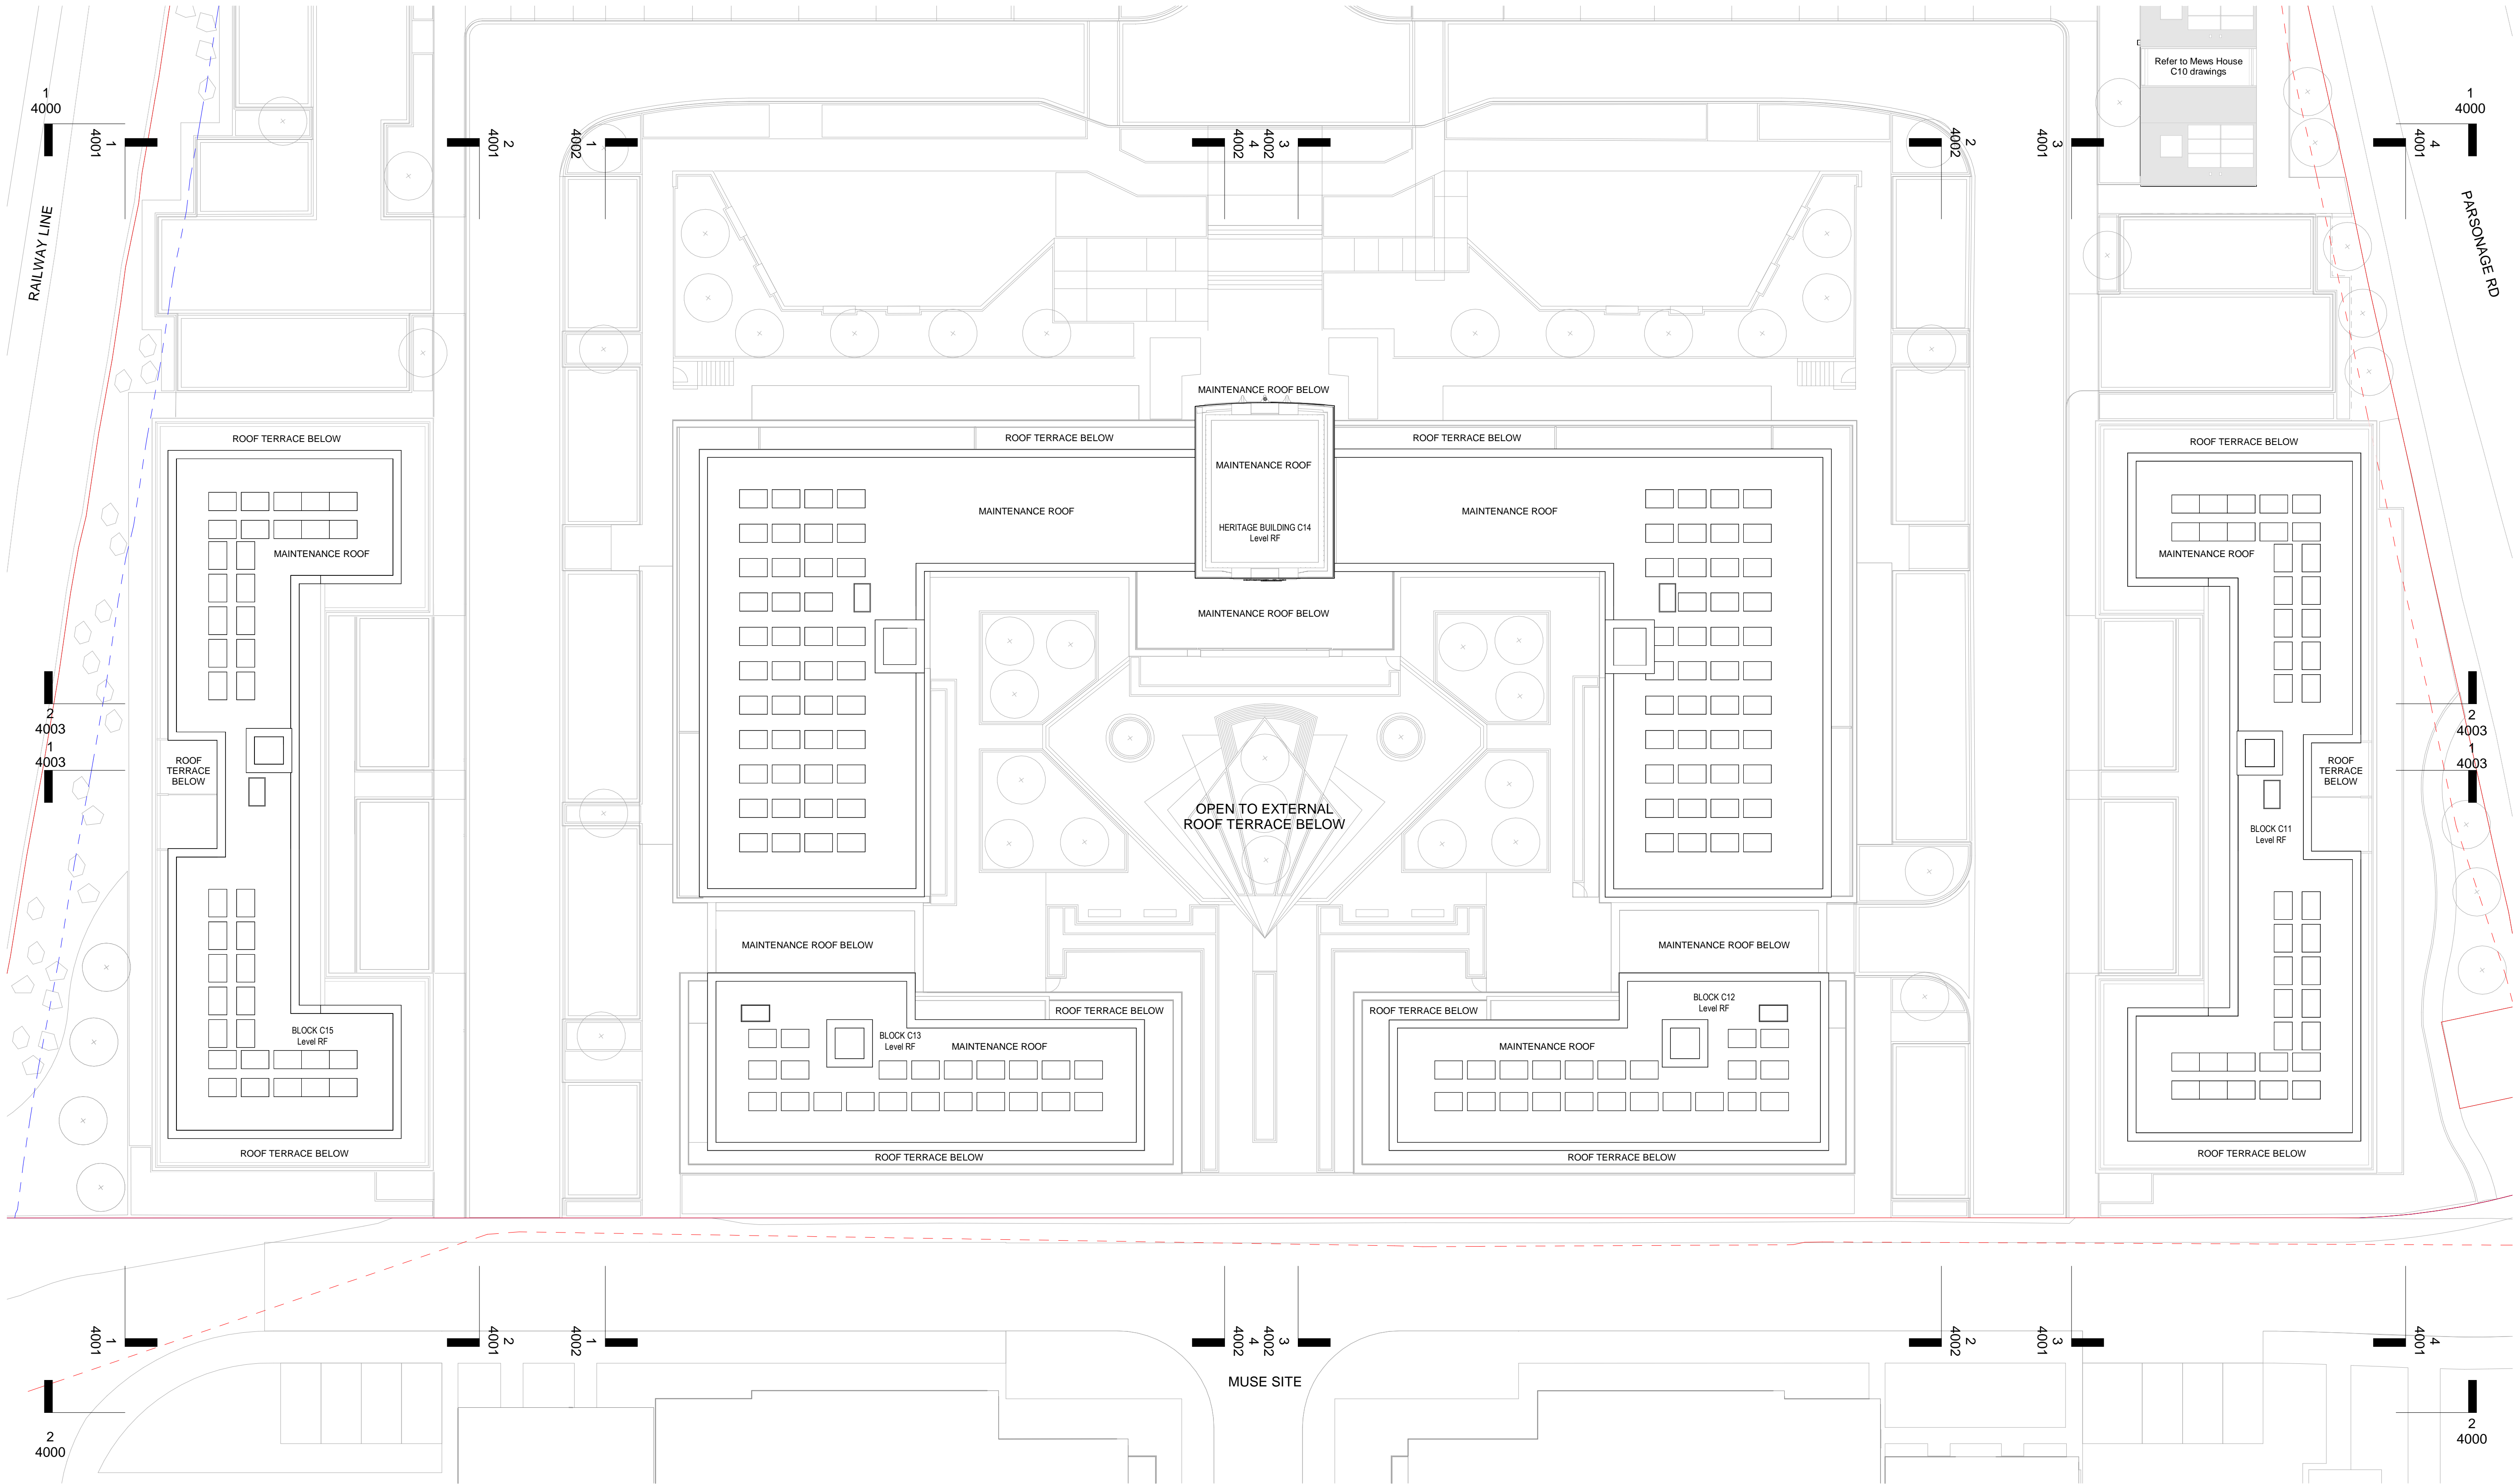 Refer to Mews House
C10 drawings
1
4000
1
4000
1
4001
2
4001
1
4002
4
4002
3
4002
2
4002
3
4001
4
4001
RAILWAY LINE
PARSONAGE RD
MAINTENANCE ROOF BELOW
ROOF TERRACE BELOW
ROOF TERRACE BELOW
ROOF TERRACE BELOW
ROOF TERRACE BELOW
MAINTENANCE ROOF
MAINTENANCE ROOF
MAINTENANCE ROOF
HERITAGE BUILDING C14
Level RF
MAINTENANCE ROOF
MAINTENANCE ROOF
MAINTENANCE ROOF BELOW
2
4003
1
4003
2
4003
1
4003
ROOF
TERRACE
BELOW
ROOF
TERRACE
BELOW
OPEN TO EXTERNAL
ROOF TERRACE BELOW
BLOCK C11
Level RF
MAINTENANCE ROOF BELOW
MAINTENANCE ROOF BELOW
BLOCK C12
Level RF
ROOF TERRACE BELOW
ROOF TERRACE BELOW
BLOCK C15
Level RF
BLOCK C13
Level RF
MAINTENANCE ROOF
MAINTENANCE ROOF
ROOF TERRACE BELOW
ROOF TERRACE BELOW
ROOF TERRACE BELOW
ROOF TERRACE BELOW
1
4001
2
4001
1
4002
4
4002
3
4002
2
4002
3
4001
4
4001
MUSE SITE
2
4000
2
4000